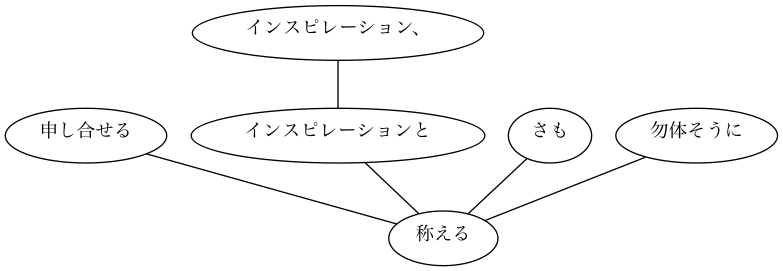 インスピレーション、
申し合せる
インスピレーションと
さも
勿体そうに
称える